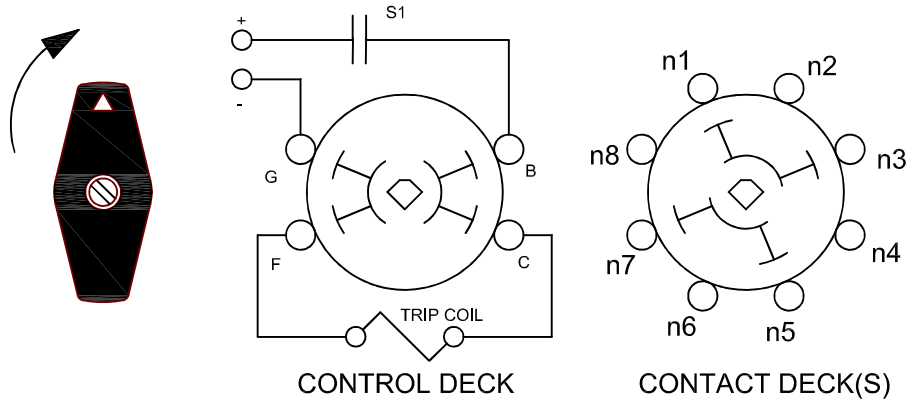 S1
+
-
G
B
F
C
TRIP COIL
CONTROL DECK
n1
n2
n8
n3
n7
n4
n6
n5
CONTACT DECK(S)